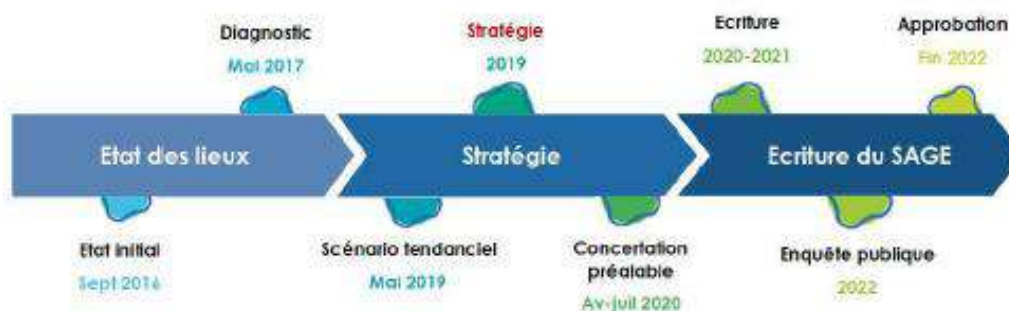 Diagnostic
Mai 2017
Stratégie
2019
Ecriture
2020-2021
Approbation
Fin 2022
Etat des lieux
Stratégie
Ecriture du SAGE
Etat initial
Sept 2016
Scénario tendanciel
Mai 2019
Concertation
préalable
Av-juil 2020
Enquête publique
2022